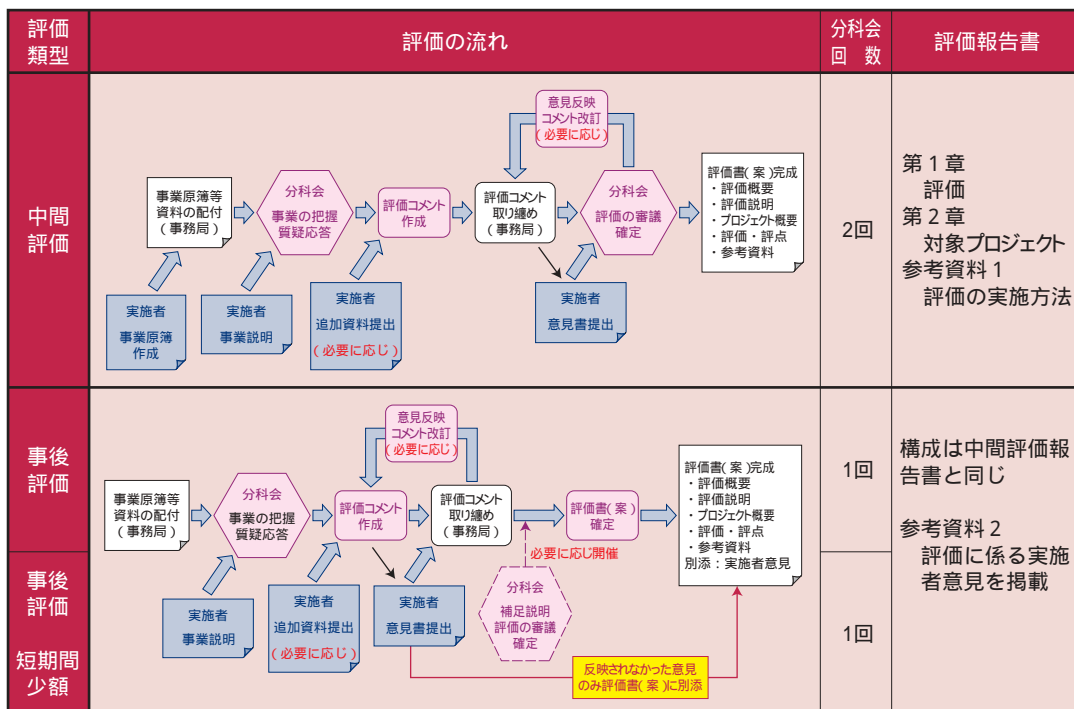 評価
類型
評価の流れ
分科会
回　数
評価報告書
中間
評価
事業原簿等
資料の配付
(事務局)
分科会
事業の把握
質疑応答
評価コメント
作成
評価コメント
取り纏め
(事務局)
意見反映
コメント改訂
(必要に応じ)
分科会
評価の審議
確定
評価書(案)完成
・評価概要
・評価説明
・プロジェクト概要
・評価・評点
・参考資料
実施者
事業原簿
作成
実施者
事業説明
実施者
追加資料提出
(必要に応じ)
実施者
意見書提出
2回
第1章
評価
第2章
対象プロジェクト
参考資料1
評価の実施方法
事後
評価
事後
評価
短期間
少額
事業原簿等
資料の配付
(事務局)
分科会
事業の把握
質疑応答
意見反映
コメント改訂
(必要に応じ)
評価コメント
作成
評価コメント
取り纏め
(事務局)
評価書(案)
確定
必要に応じ開催
評価書(案)完成
・評価概要
・評価説明
・プロジェクト概要
・評価・評点
・参考資料
別添：実施者意見
実施者
事業説明
実施者
追加資料提出
(必要に応じ)
実施者
意見書提出
分科会
補足説明
評価の審議
確定
反映されなかった意見
のみ評価書(案)に別添
1回
1回
構成は中間評価報
告書と同じ
参考資料2
評価に係る実施
者意見を掲載